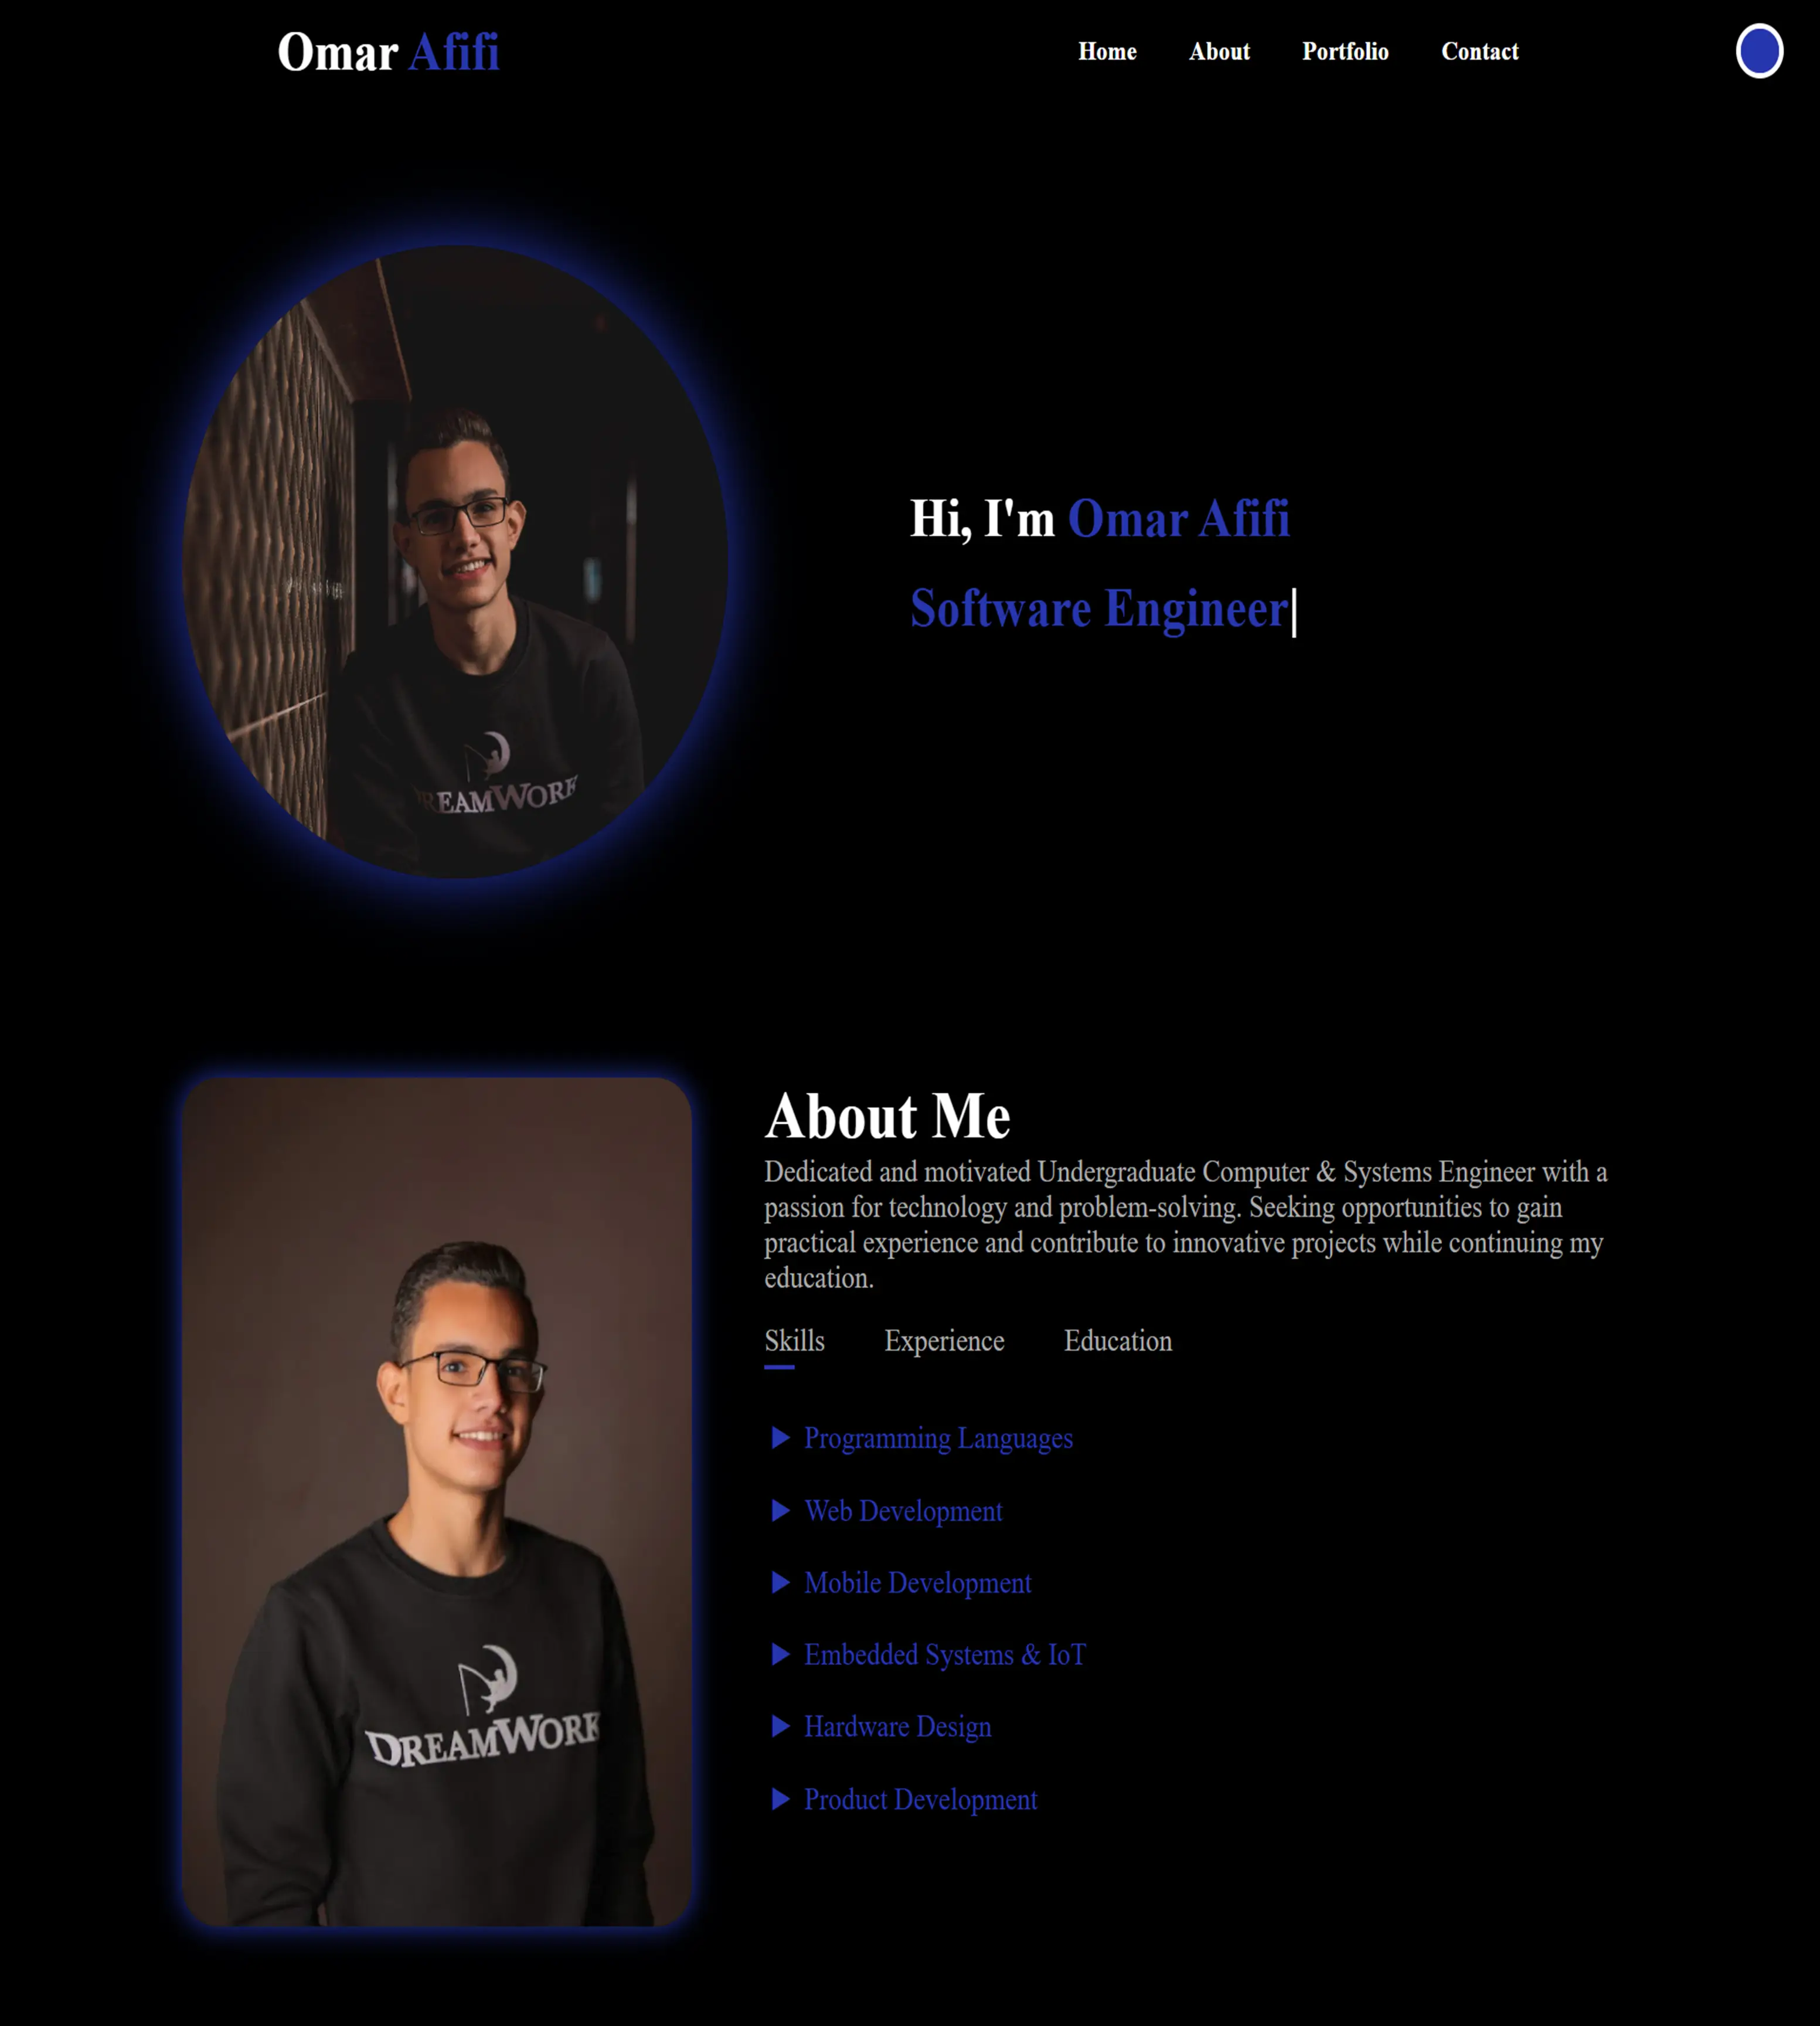 Omar Afifi
Home About Portfolio Contact
Hi, I'm Omar Afifi
Software Engineer
REAMWORK
About Me
Dedicated and motivated Undergraduate Computer & Systems Engineer with a
passion for technology and problem-solving. Seeking opportunities to gain
practical experience and contribute to innovative projects while continuing my
education.
Skills Experience Education
Programming Languages
Web Development
Mobile Development
Embedded Systems & IoT
Hardware Design
Product Development
DREAMWORK